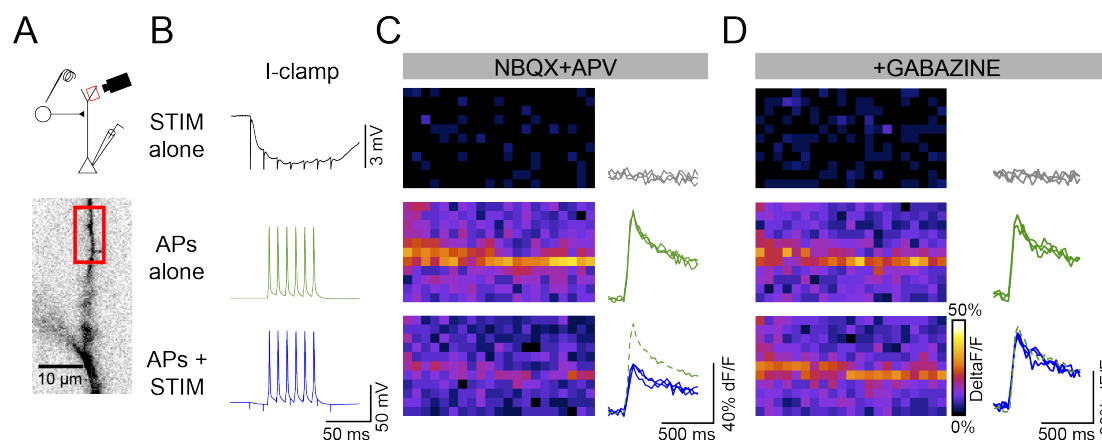 A
B
C
D
I-clamp
NBQX+APV
+GABAZINE
STIM
alone
3 mV
APs
alone
10 µm
APs +
STIM
50 mV
50 ms
40% dF/F
500 ms
50%
DeltaF/F
0%
500 ms